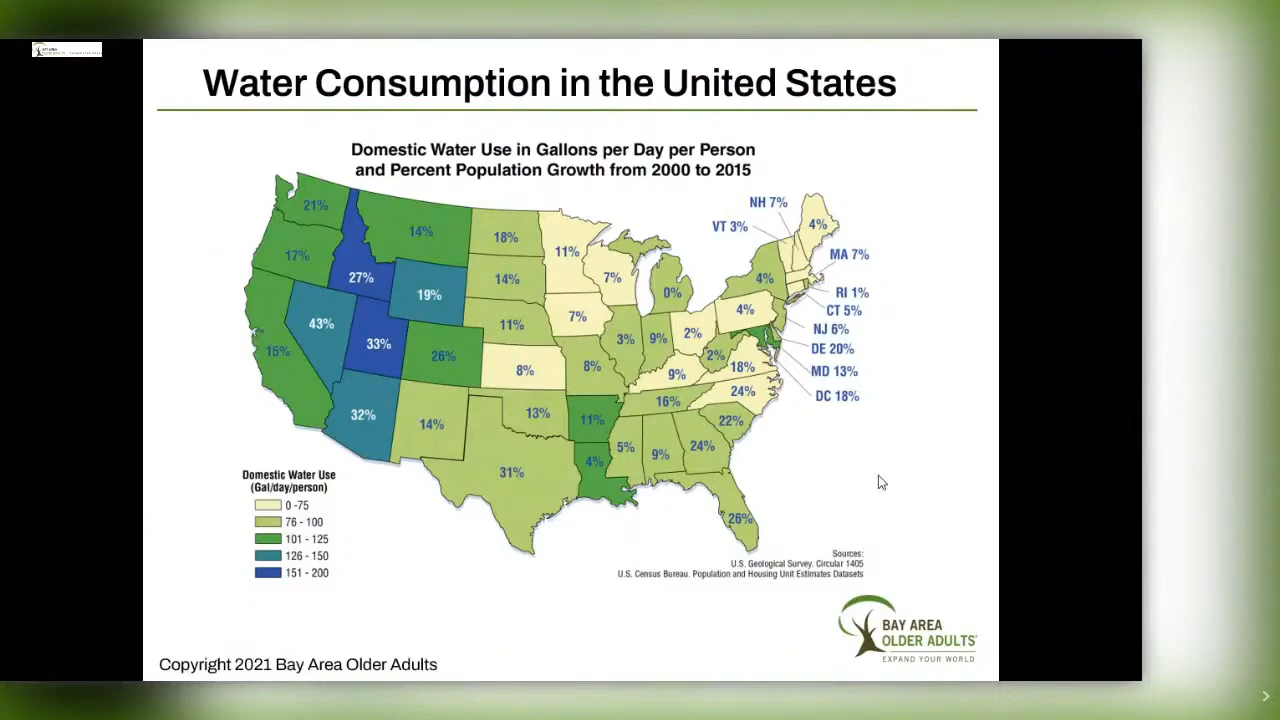 Water Consumption in the United States
Domestic Water Use in Gallons per Day per Person
and Percent Population Growth from 2000 to 2015
21%
14%
18%
11%
NH 7%
VT 3%
4%
17%
27%
19%
14%
7%
0%
4%
MA 7%
RI 1%
CT 5%
NJ 6%
DE 20%
MD 13%
DC 18%
15%
43%
33%
26%
11%
7%
3%
9%
2%
4%
8%
8%
9%
2%
18%
32%
14%
13%
11%
16%
24%
22%
31%
4%
5%
9%
24%
26%
Domestic Water Use
(Gal/day/person)
0 -75
76 - 100
101 - 125
126 - 150
151 - 200
Sources:
U.S. Geological Survey, Circular 1405
U.S. Census Bureau. Population and Housing Unit Estimates Datasets
BAY AREA
OLDER ADULTS
EXPAND YOUR WORLD
Copyright 2021 Bay Area Older Adults